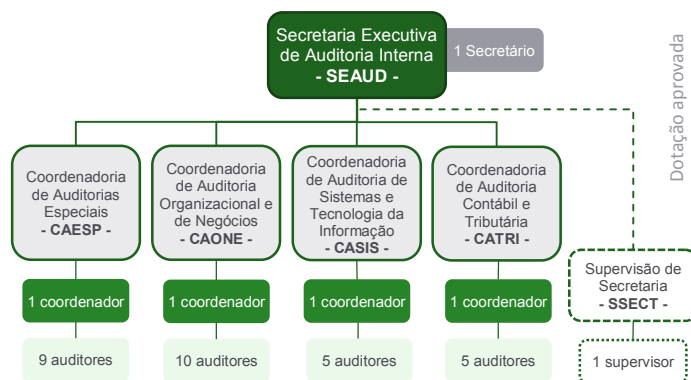 Secretaria Executiva
de Auditoria Interna
- SEAUD -
1 Secretário
Dotação aprovada
Coordenadoria
de Auditorias
Especiais
- CAESP -
Coordenadoria
de Auditoria
Organizacional e
de Negócios
- CAONE -
Coordenadoria
de Auditoria de
Sistemas e
Tecnologia da
Informação
- CASIS -
Coordenadoria
de Auditoria
Contábil e
Tributária
- CATRI -
Supervisão de
Secretaria
- SSECT -
1 coordenador
1 coordenador
1 coordenador
1 coordenador
9 auditores
10 auditores
5 auditores
5 auditores
1 supervisor